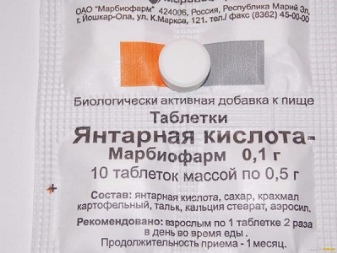 ОАО "Марбиофарм"
424006, Россия, Республика Марий Эл,
г. Йошкар-Ола, ул. К.Маркса, 121. тел./факс (8362) 45-00-00
Биологически активная добавка к пище
Таблетки
Янтарная кислота-
Марбиофарм 0,1 г
10 таблеток массой по 0,5 г
Состав: янтарная кислота, сахар, крахмал
картофельный, тальк, кальция стеарат, аэросил.
Рекомендовано: взрослым по 1 таблетке 2 раза
в день во время еды .
Продолжительность приема - 1месяц.